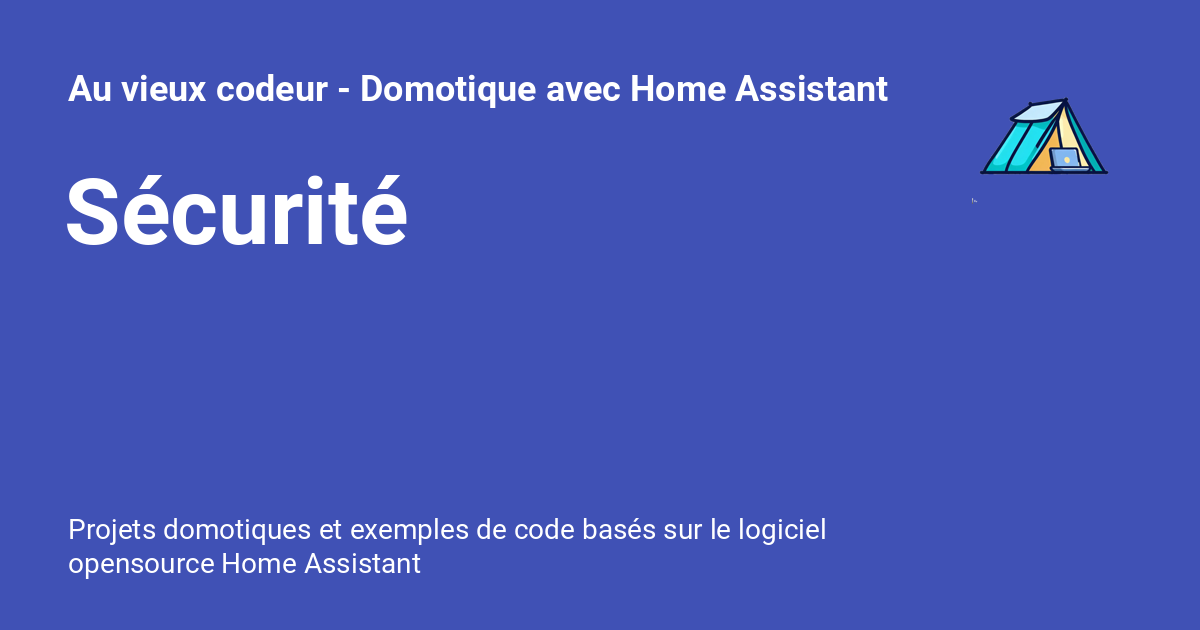 Au vieux codeur - Domotique avec Home Assistant
Sécurité
Projets domotiques et exemples de code basés sur le logiciel
opensource Home Assistant